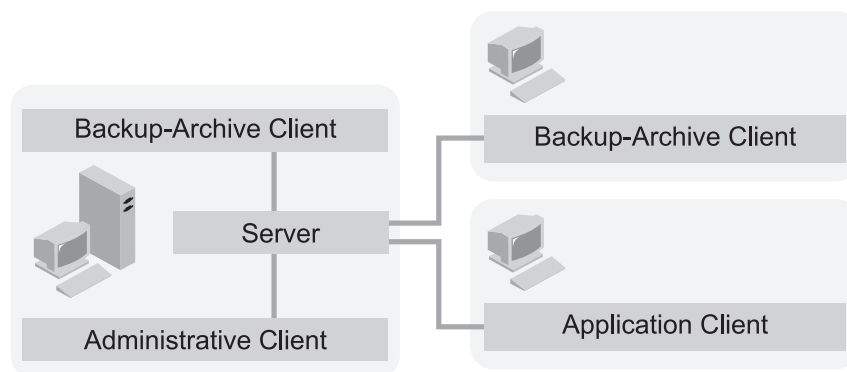 Backup-Archive Client
Server
Administrative Client
Backup-Archive Client
Application Client